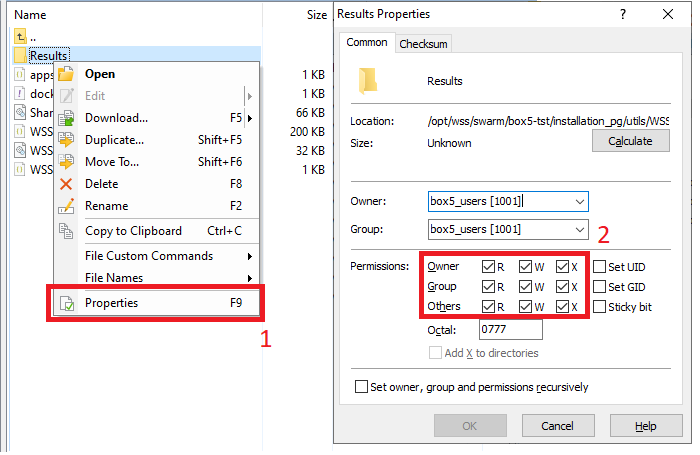 Name Size
..
Results
apps
dock 1 KB
Shar 66 KB
WSS 200 KB
WSS 32 KB
WSS 1 KB
Open
Edit
Download... F5
Duplicate... Shift+F5
Move To... Shift+F6
Delete F8
Rename F2
Copy to Clipboard Ctrl+C
File Custom Commands
File Names
Properties F9
1
Results Properties ?
Common Checksum
Results
Location: /opt/wss/swarm/box5-tst/installation_pg/utils/WSS
Size: Unknown Calculate
Owner: box5_users [1001]
Group: box5_users [1001]
2
Permissions: Owner R W X Set UID
Group R W X Set GID
Others R W X Sticky bit
Octal: 0777
Add X to directories
Set owner, group and permissions recursively
OK Cancel Help